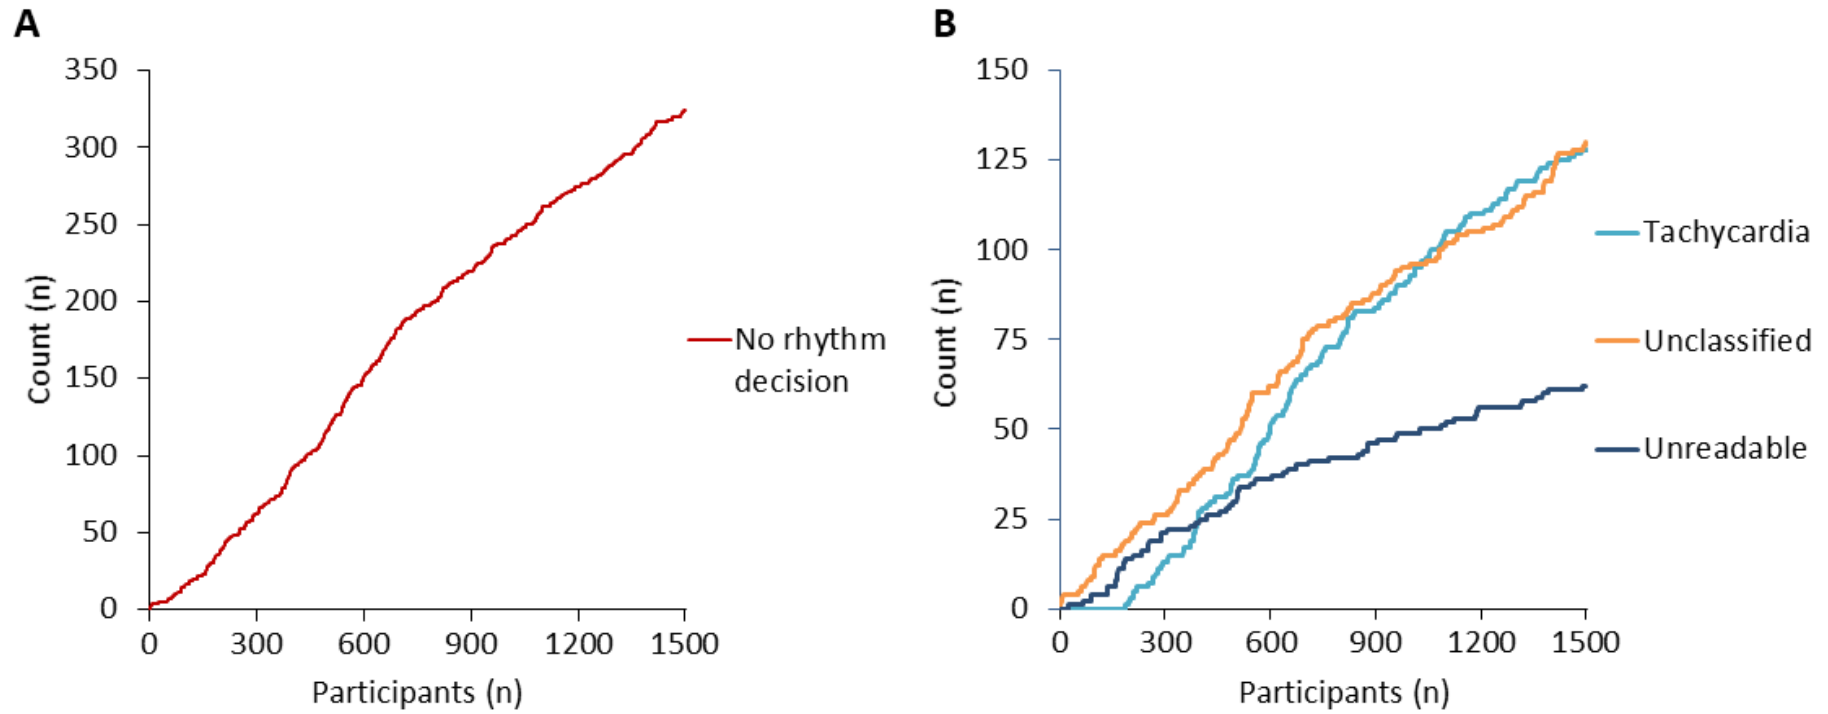 A
350
300
250
200
150
100
50
0
Count (n)
0 300 600 900 1200 1500
Participants (n)
No rhythm
decision
B
150
125
100
75
50
25
0
Count (n)
0 300 600 900 1200 1500
Participants (n)
Tachycardia
Unclassified
Unreadable